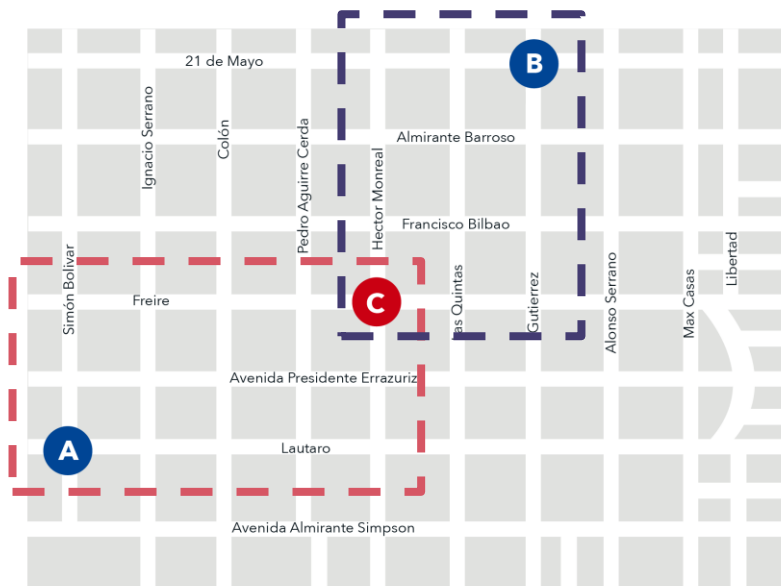 21 de Mayo
B
Ignacio Serrano
Colón
Pedro Aguirre Cerda
Hector Monreal
Almirante Barroso
Francisco Bilbao
Simón Bolivar
Freire
C
Quintas
Gutierrez
Alonso Serrano
Max Casas
Libertad
Avenida Presidente Errazuriz
A
Lautaro
Avenida Almirante Simpson